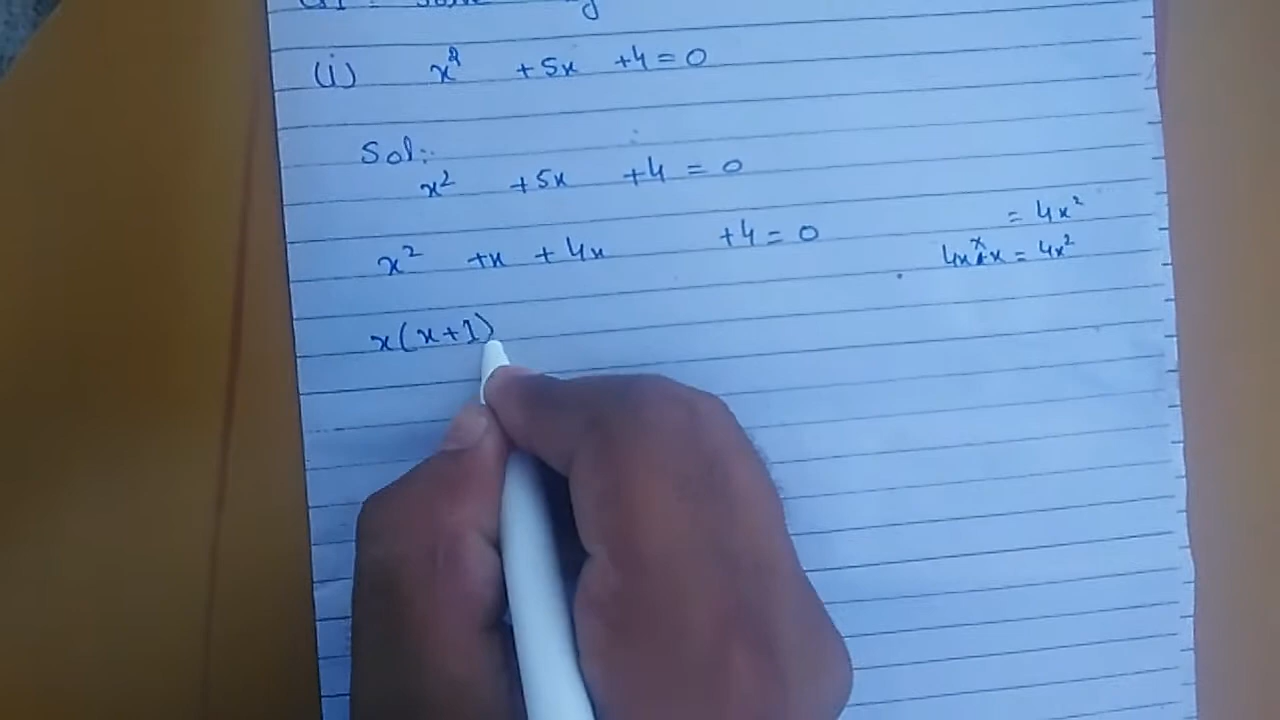 (i) x² +5x +4=0
Sol:-
x² +5x +4 = 0
x² +x +4x +4=0
= 4x²
4x × x = 4x²
x(x+1)